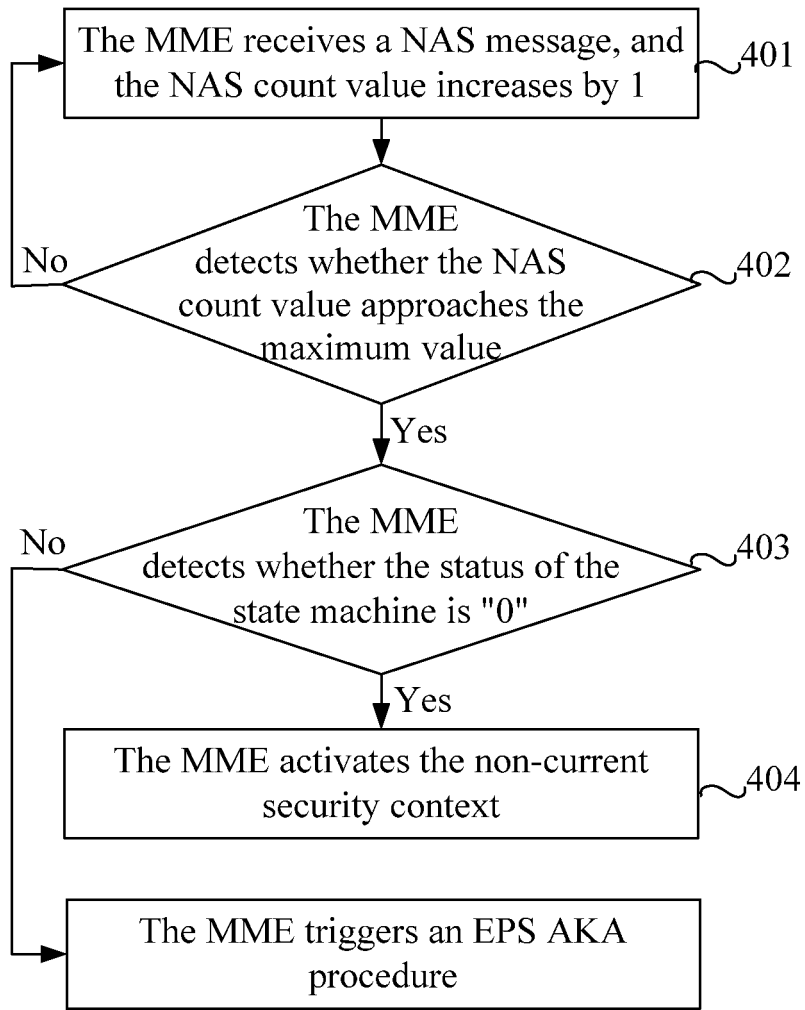 The MME receives a NAS message, and
the NAS count value increases by 1
401
The MME
detects whether the NAS
count value approaches the
maximum value
402
No
Yes
The MME
detects whether the status of the
state machine is "0"
403
No
Yes
The MME activates the non-current
security context
404
The MME triggers an EPS AKA
procedure